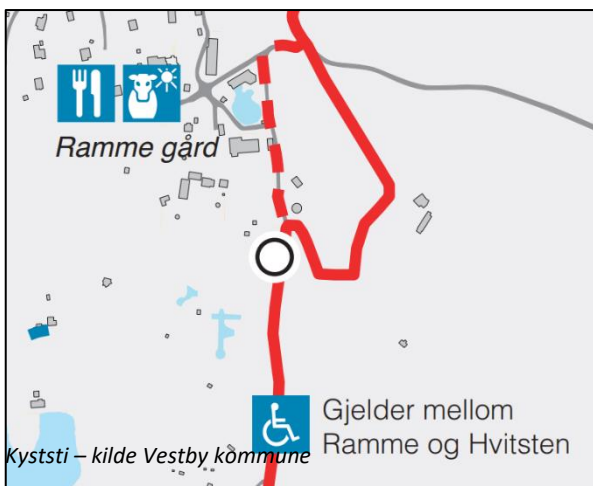 Ramme gård
Gjelder mellom
Ramme og Hvitsten
Kyststi – kilde Vestby kommune